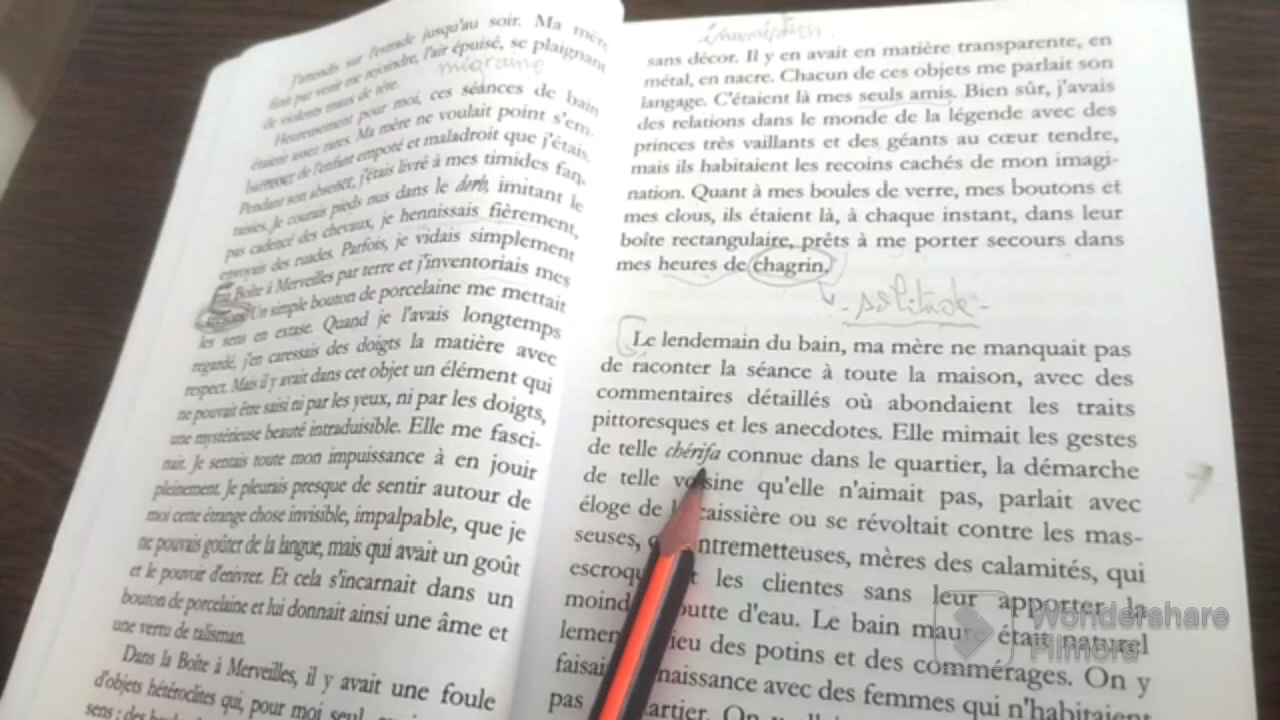 J'attendis sur l'estrade jusqu'au soir. Ma mère
finit par venir me rejoindre, l'air épuisé, se plaignant
de violents maux de tête.
migraine
Heureusement pour moi, ces séances de bain
étaient assez rares. Ma mère ne voulait point s'em-
barrasser de l'enfant empoté et maladroit que j'étais.
Pendant son absence, j'étais livré à mes timides fan-
taisies. Je courais pieds nus dans le derb, imitant le
pas cadencé des chevaux, je hennissais fièrement,
envoyais des ruades. Parfois, je vidais simplement
ma Boîte à Merveilles par terre et j'inventoriais mes
Un simple bouton de porcelaine me mettait
les sens en extase. Quand je l'avais longtemps
regardé, j'en caressais des doigts la matière avec
respect. Mais il y avait dans cet objet un élément qui
ne pouvait être saisi ni par les yeux, ni par les doigts,
une mystérieuse beauté intraduisible. Elle me fasci-
nait. Je sentais toute mon impuissance à en jouir
pleinement. Je pleurais presque de sentir autour de
moi cette étrange chose invisible, impalpable, que je
ne pouvais goûter de la langue, mais qui avait un goût
et le pouvoir d'enivrer. Et cela s'incarnait dans un
bouton de porcelaine et lui donnait ainsi une âme et
une vertu de talisman.
Dans la Boîte à Merveilles, il y avait une foule
d'objets hétéroclites qui, pour moi seul,
sens : des
énumération
sans décor. Il y en avait en matière transparente, en
métal, en nacre. Chacun de ces objets me parlait son
langage. C'étaient là mes seuls amis. Bien sûr, j'avais
des relations dans le monde de la légende avec des
princes très vaillants et des géants au cœur tendre,
mais ils habitaient les recoins cachés de mon imagi-
nation. Quant à mes boules de verre, mes boutons et
mes clous, ils étaient là, à chaque instant, dans leur
boîte rectangulaire, prêts à me porter secours dans
mes heures de chagrin.
- solitude -
Le lendemain du bain, ma mère ne manquait pas
de raconter la séance à toute la maison, avec des
commentaires détaillés où abondaient les traits
pittoresques et les anecdotes. Elle mimait les gestes
de telle chérifa connue dans le quartier, la démarche
de telle voisine qu'elle n'aimait pas, parlait avec
éloge de caissière ou se révoltait contre les mas-
seuses, ntremetteuses, mères des calamités, qui
escroqu t les clientes sans leur apporter la
moind outte d'eau. Le bain maure était naturel
lemen ieu des potins et des commérages. On y
faisai naissance avec des femmes qui n'habitaient
pas artier. On y
Wondershare
Filmora